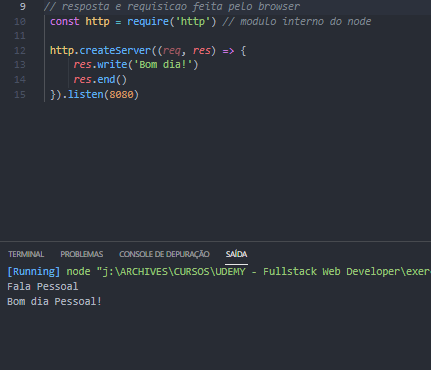 9 // resposta e requisicao feita pelo browser
10 const http = require('http') // modulo interno do node
11
12 http.createServer((req, res) => {
13 res.write('Bom dia!')
14 res.end()
15 }).listen(8080)
TERMINAL PROBLEMAS CONSOLE DE DEPURAÇÃO SAÍDA
[Running] node "j:\ARCHIVES\CURSOS\UDEMY - Fullstack Web Developer\exer
Fala Pessoal
Bom dia Pessoal!